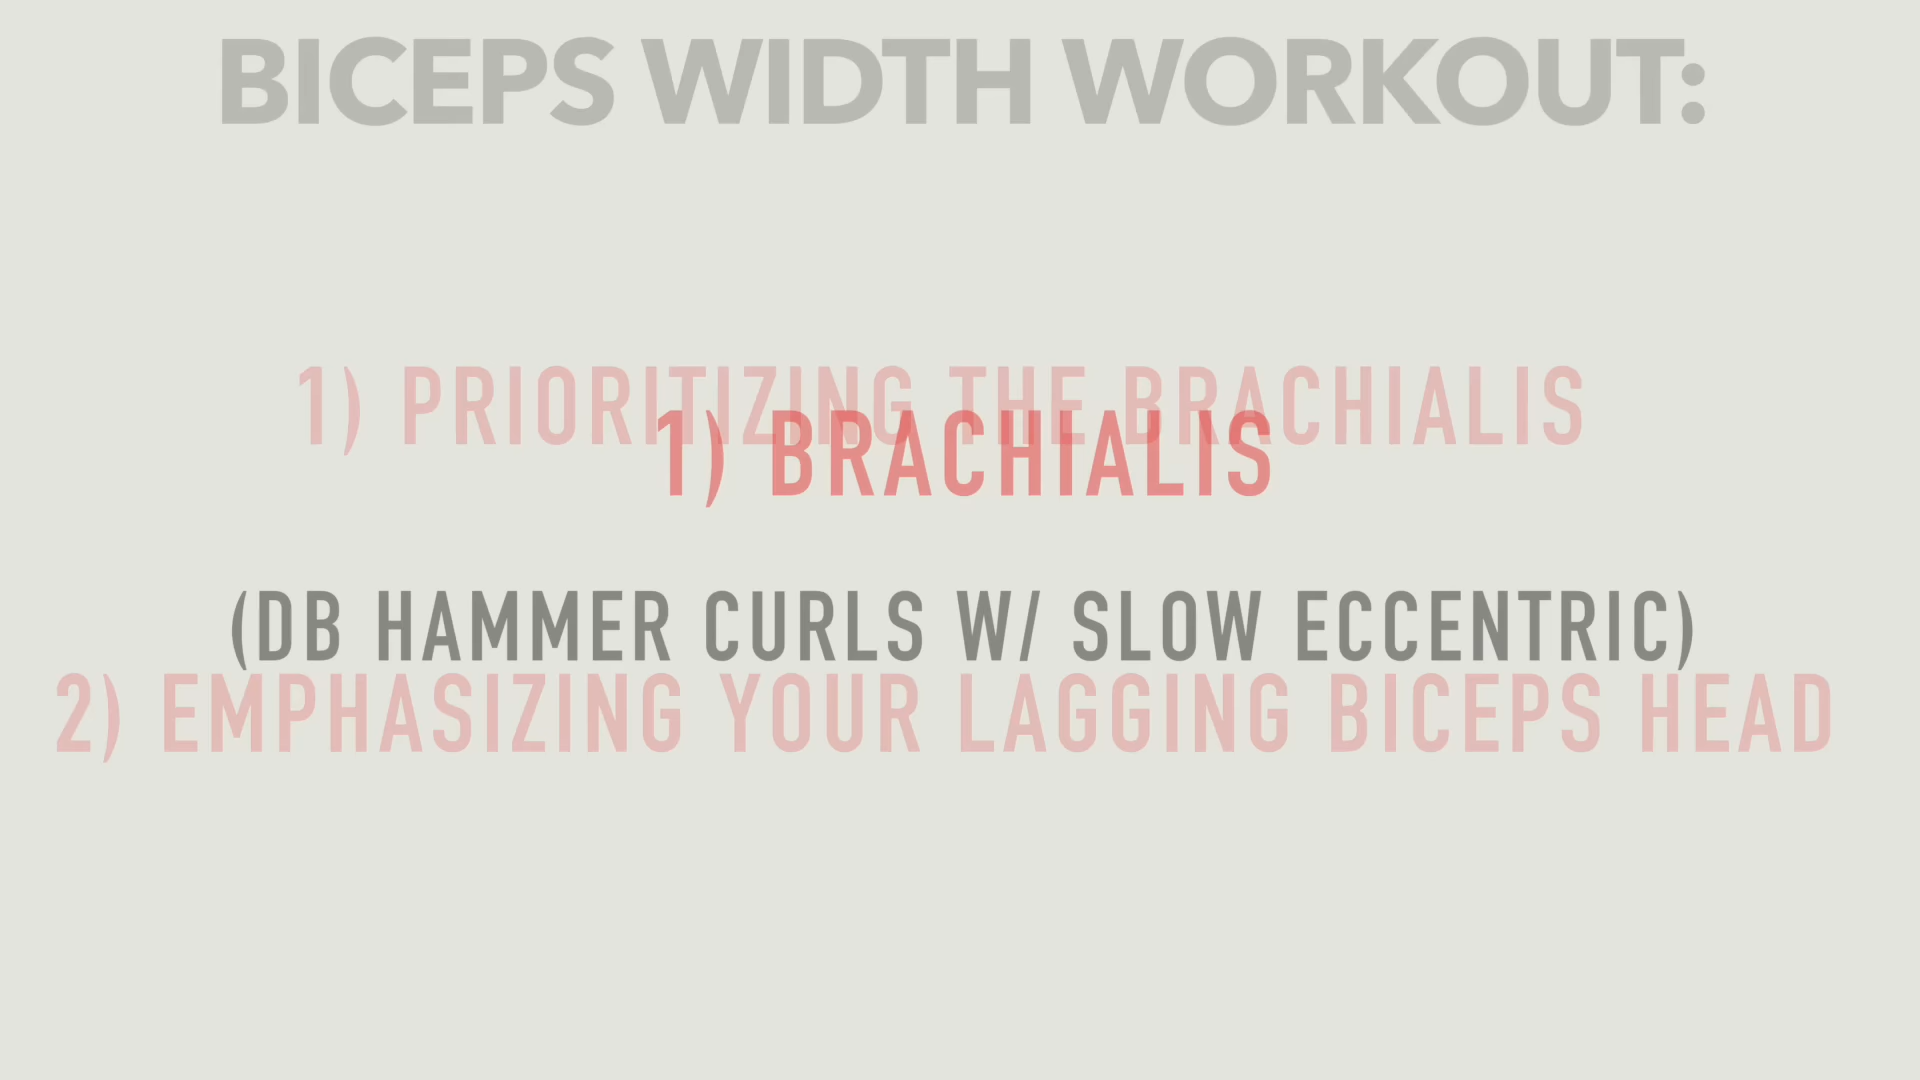 BICEPS WIDTH WORKOUT:
1) PRIORITIZING THE BRACHIALIS
1) BRACHIALIS
(DB HAMMER CURLS W/ SLOW ECCENTRIC)
2) EMPHASIZING YOUR LAGGING BICEPS HEAD